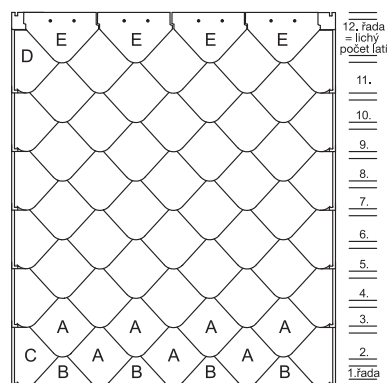 E E E E
12. řada
= lichý
počet latí
D
11.
10.
9.
8.
7.
6.
5.
4.
A A A A
3.
C A A A A
2.
B B B B
1.řada